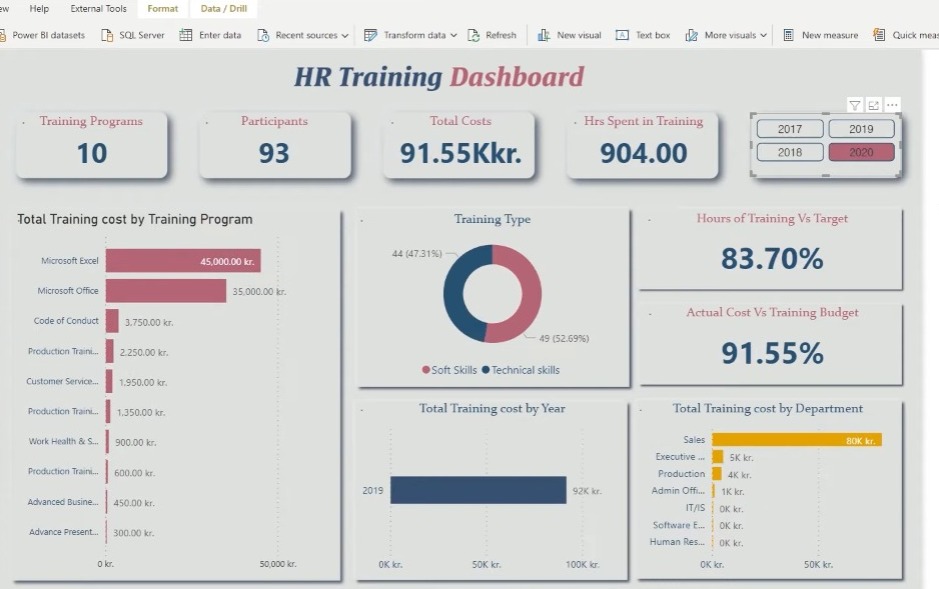 ew Help External Tools Format Data / Drill
Power BI datasets SQL Server Enter data Recent sources Transform data Refresh New visual Text box More visuals New measure Quick meas
HR Training Dashboard
Training Programs
10
Participants
93
Total Costs
91.55Kkr.
Hrs Spent in Training
904.00
2017 2019
2018 2020
Total Training cost by Training Program
Microsoft Excel 45,000.00 kr.
Microsoft Office 35,000.00 kr.
Code of Conduct 3,750.00 kr.
Production Traini... 2,250.00 kr.
Customer Service... 1,950.00 kr.
Production Traini... 1,350.00 kr.
Work Health & S... 900.00 kr.
Production Traini... 600.00 kr.
Advanced Busine... 450.00 kr.
Advance Present... 300.00 kr.
0 kr. 50,000 kr.
Training Type
44 (47.31%)
49 (52.69%)
Soft Skills Technical skills
Hours of Training Vs Target
83.70%
Actual Cost Vs Training Budget
91.55%
Total Training cost by Year
2019 92K kr.
0K kr. 50K kr. 100K kr.
Total Training cost by Department
Sales 80K kr.
Executive ... 5K kr.
Production 4K kr.
Admin Offi... 1K kr.
IT/IS 0K kr.
Software E... 0K kr.
Human Res... 0K kr.
0K kr. 50K kr.